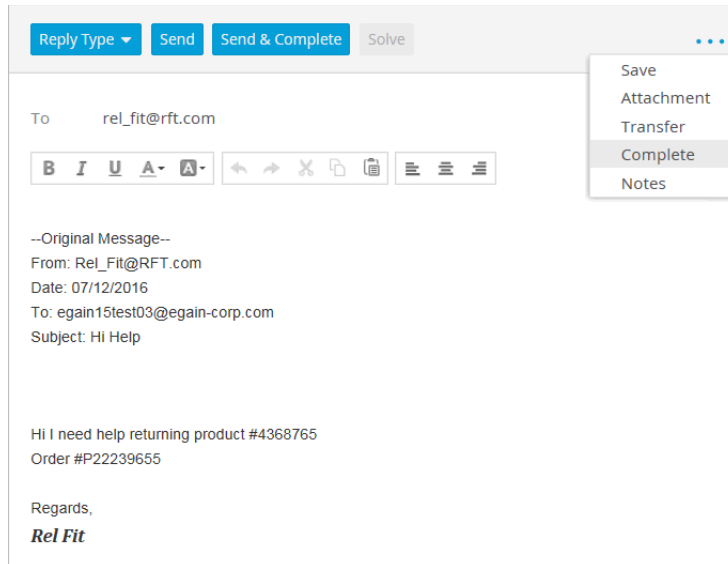 Reply Type Send Send & Complete Solve
Save
Attachment
Transfer
Complete
Notes
To rel_fit@rft.com
B I U A A
--Original Message--
From: Rel_Fit@RFT.com
Date: 07/12/2016
To: egain15test03@egain-corp.com
Subject: Hi Help
Hi I need help returning product #4368765
Order #P22239655
Regards,
Rel Fit